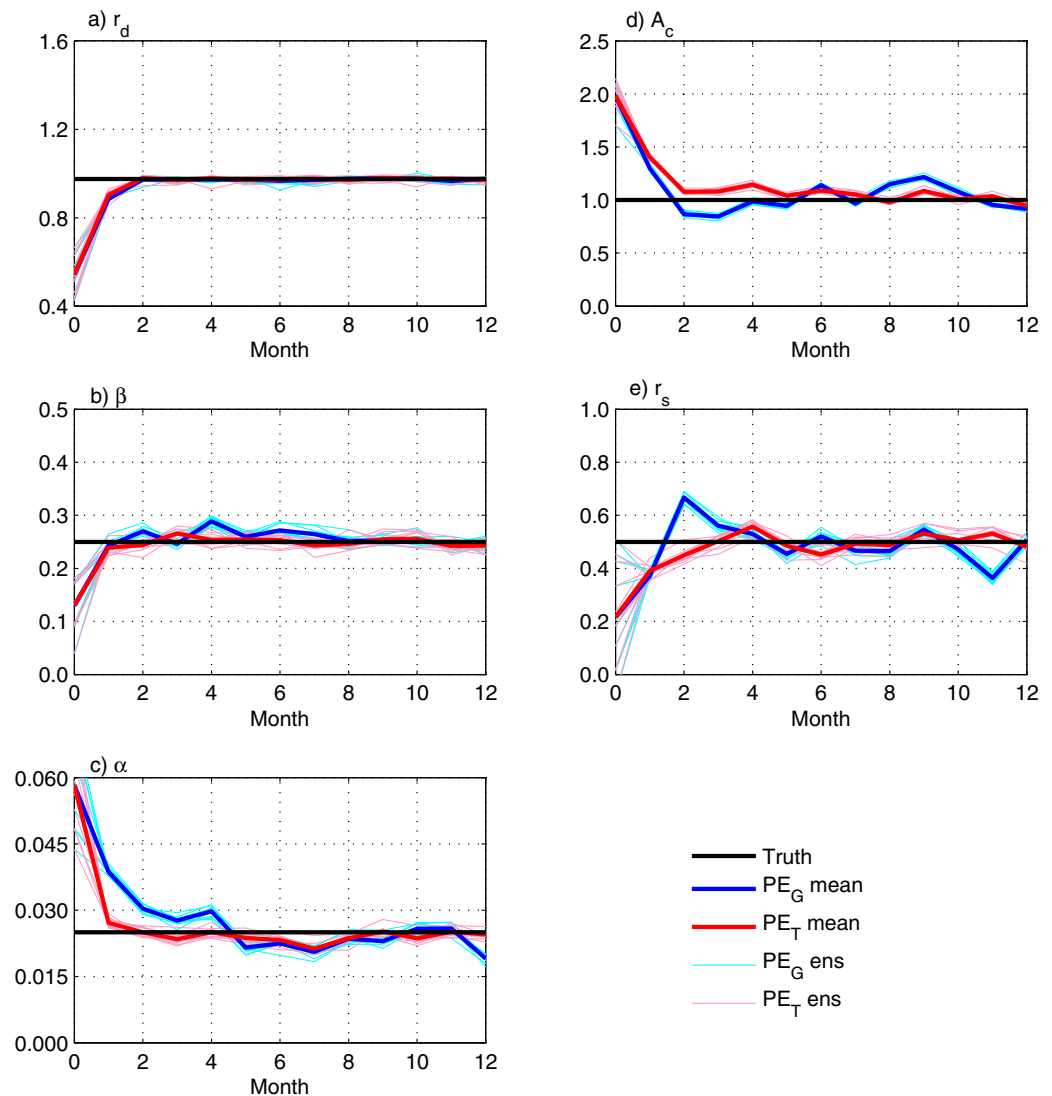 a) r_d
1.6
1.2
0.8
0.4
0 2 4 6 8 10 12
Month
d) A_c
2.5
2.0
1.5
1.0
0.5
0.0
0 2 4 6 8 10 12
Month
b) β
0.5
0.4
0.3
0.2
0.1
0.0
0 2 4 6 8 10 12
Month
e) r_s
1.0
0.8
0.6
0.4
0.2
0.0
0 2 4 6 8 10 12
Month
c) α
0.060
0.045
0.030
0.015
0.000
0 2 4 6 8 10 12
Month
Truth
PE_G mean
PE_T mean
PE_G ens
PE_T ens